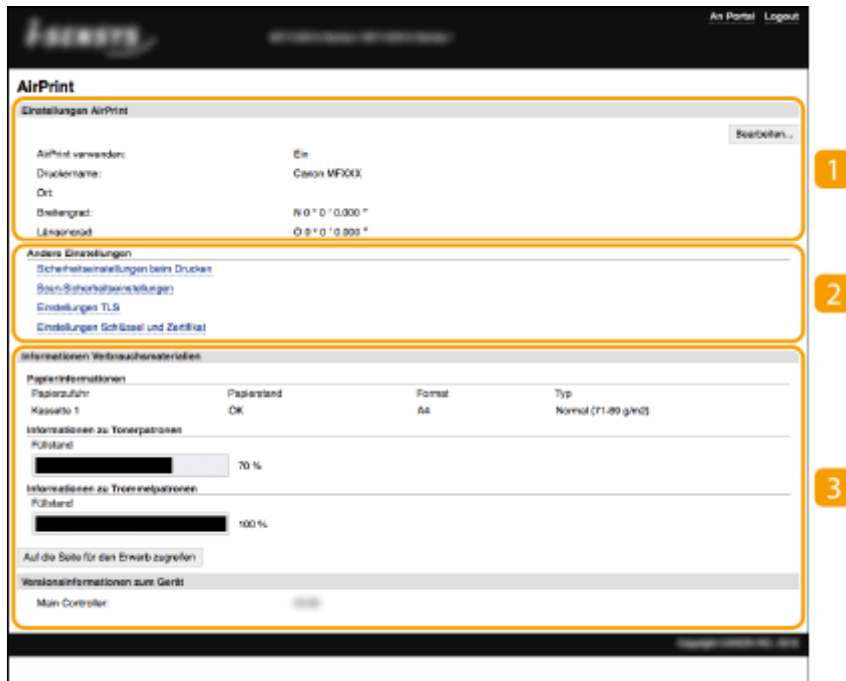 An Portal Logout
i-SENSYS
AirPrint
Einstellungen AirPrint
Bearbeiten...
AirPrint verwenden: Ein
Druckername: Canon MFXXX
Ort:
Breitengrad: N 0 ° 0 ' 0.000 "
Längengrad: O 0 ° 0 ' 0.000 "
1
Andere Einstellungen
Sicherheitseinstellungen beim Drucken
Scan-Sicherheitseinstellungen
Einstellungen TLS
Einstellungen Schlüssel und Zertifikat
2
Informationen Verbrauchsmaterialien
Papierinformationen
Papierzufuhr Papierstand Format Typ
Kassette 1 OK A4 Normal (71-89 g/m2)
Informationen zu Tonerpatronen
Füllstand
70 %
Informationen zu Trommelpatronen
Füllstand
100 %
3
Auf die Seite für den Erwerb zugreifen
Versionsinformationen zum Gerät
Main Controller: